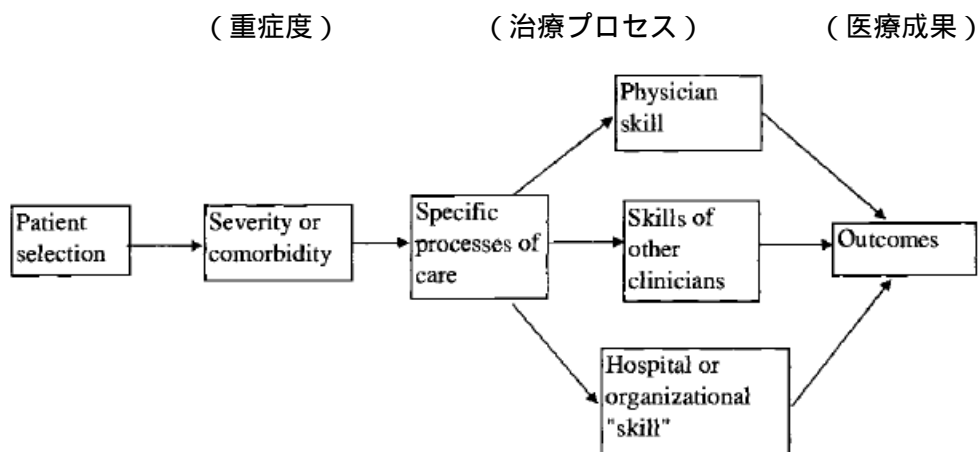 (重症度)
(治療プロセス)
(医療成果)
Patient
selection
Severity or
comorbidity
Specific
processes of
care
Physician
skill
Skills of
other
clinicians
Hospital or
organizational
"skill"
Outcomes